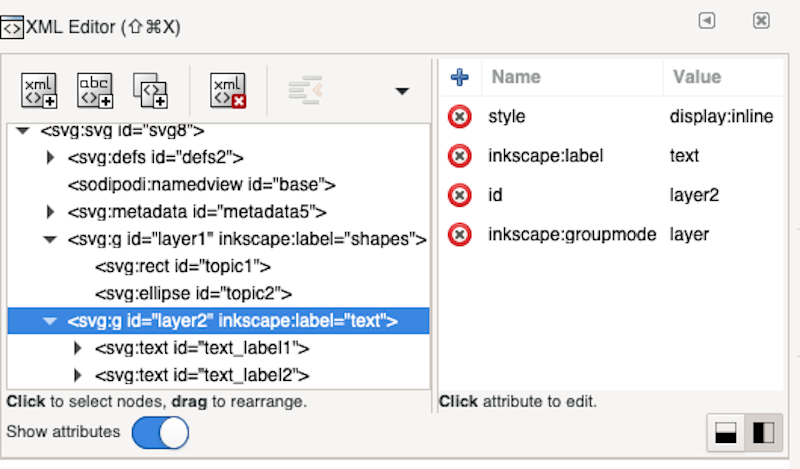 XML Editor (⇧⌘X)
xml
abc
xml
Name Value
<svg:svg id="svg8">
<svg:defs id="defs2">
<sodipodi:namedview id="base">
<svg:metadata id="metadata5">
<svg:g id="layer1" inkscape:label="shapes">
<svg:rect id="topic1">
<svg:ellipse id="topic2">
<svg:g id="layer2" inkscape:label="text">
<svg:text id="text_label1">
<svg:text id="text_label2">
style display:inline
inkscape:label text
id layer2
inkscape:groupmode layer
Click to select nodes, drag to rearrange.
Click attribute to edit.
Show attributes